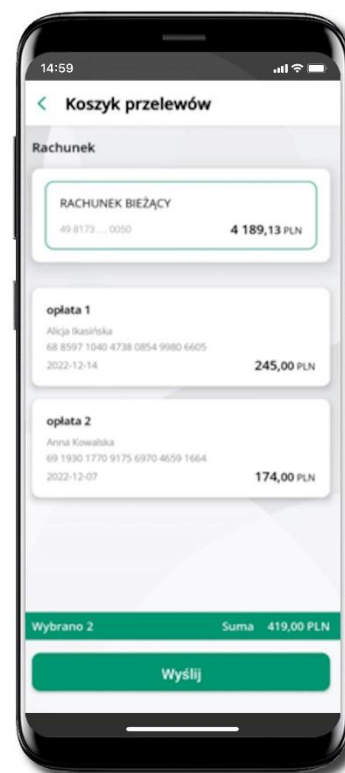 14:59
Koszyk przelewów
Rachunek
RACHUNEK BIEŻĄCY
49 8173 ... 0050 4 189,13 PLN
opłata 1
Alicja Ikasińska
68 8597 1040 4738 0854 9980 6605
2022-12-14 245,00 PLN
opłata 2
Anna Kowalska
69 1930 1770 9175 6970 4659 1664
2022-12-07 174,00 PLN
Wybrano 2 Suma 419,00 PLN
Wyślij